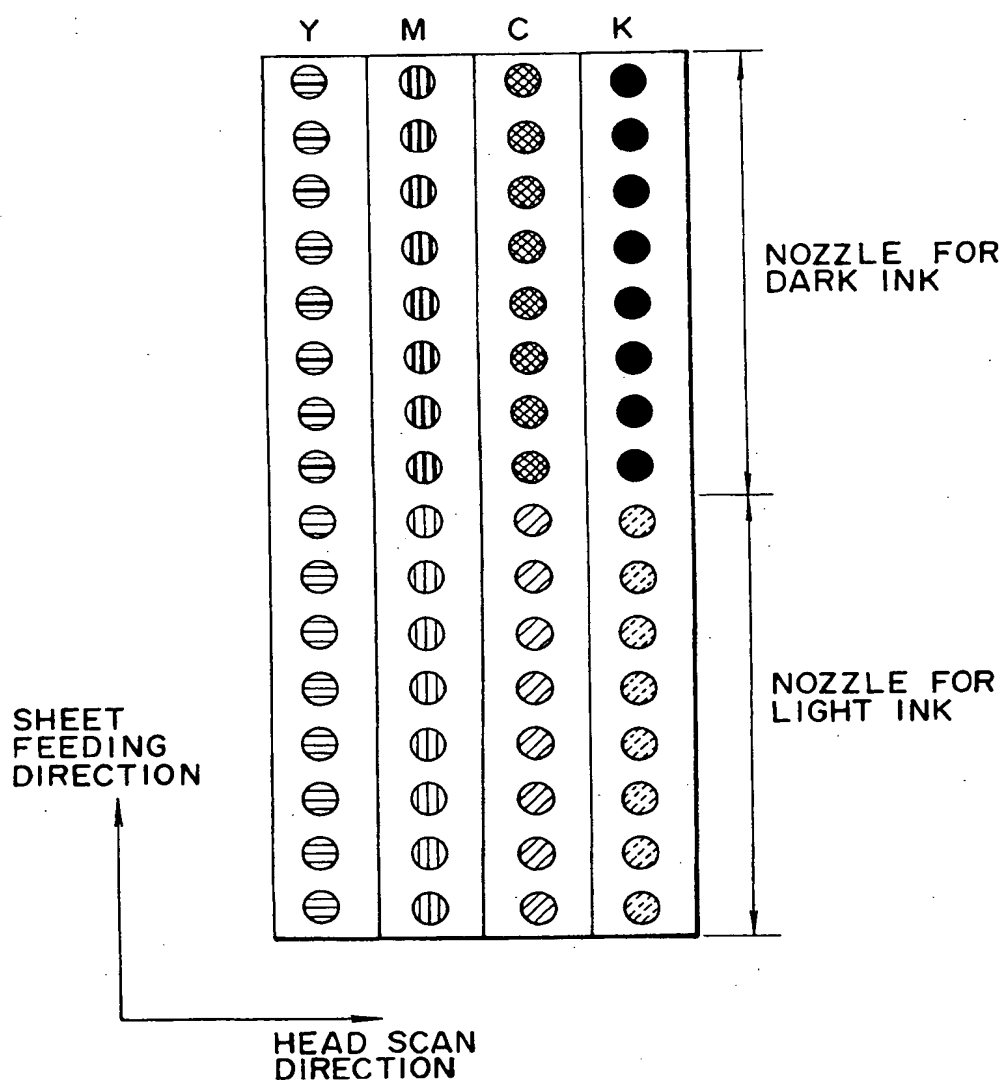 Y M C K
NOZZLE FOR
DARK INK
NOZZLE FOR
LIGHT INK
SHEET
FEEDING
DIRECTION
HEAD SCAN
DIRECTION